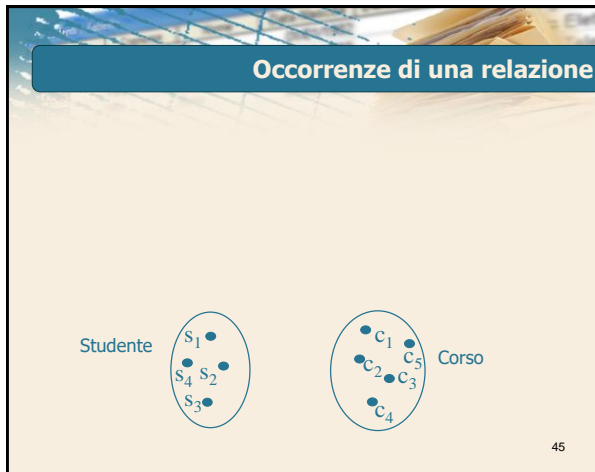 Occorrenze di una relazione
Studente
s1
s4 s2
s3
c1
c5
c2 c3
c4
Corso
45